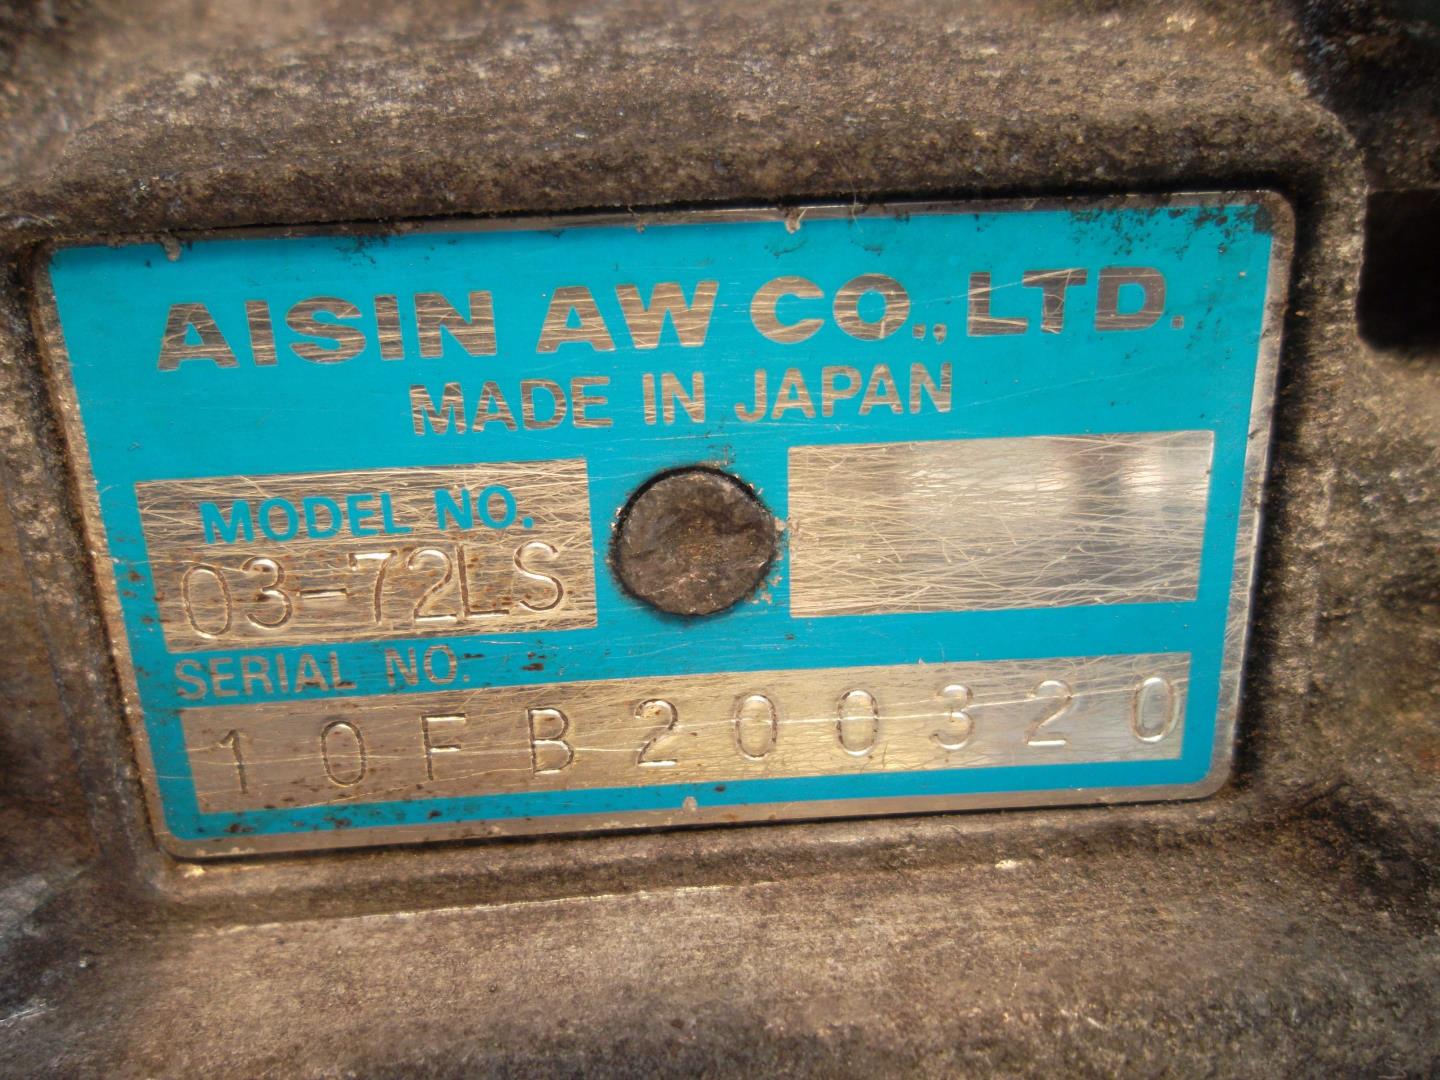 AISIN AW CO.,LTD.
MADE IN JAPAN
MODEL NO.
03-72LS
SERIAL NO.
10FB200320